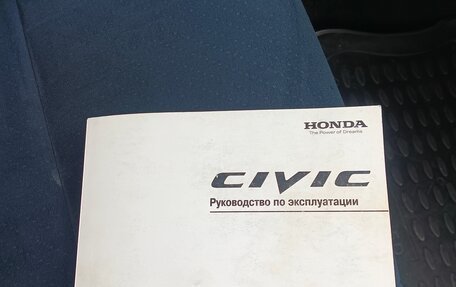 HONDA
The Power of Dreams
CIVIC
Руководство по эксплуатации